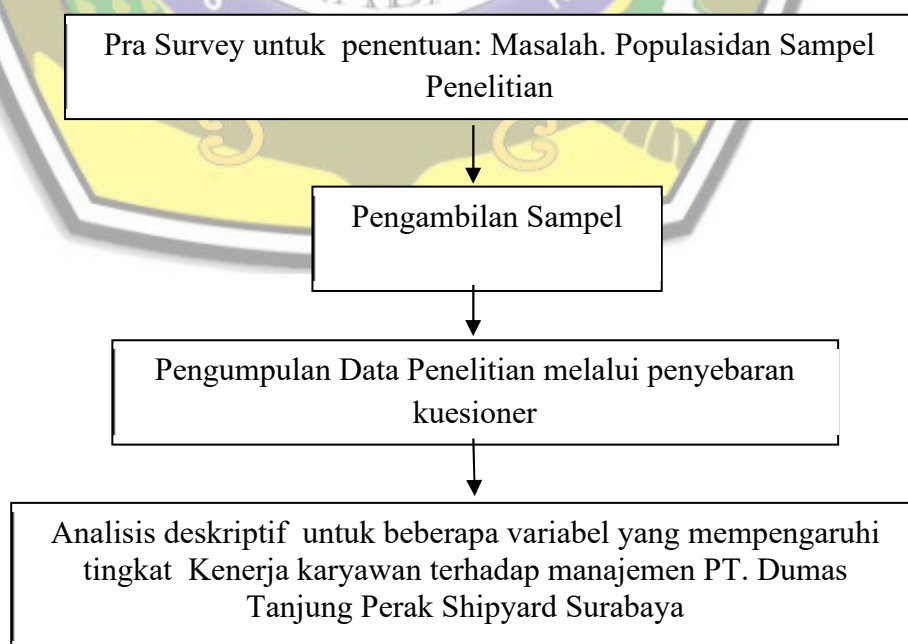 Pra Survey untuk penentuan: Masalah. Populasidan Sampel
Penelitian
Pengambilan Sampel
Pengumpulan Data Penelitian melalui penyebaran
kuesioner
Analisis deskriptif untuk beberapa variabel yang mempengaruhi
tingkat Kenerja karyawan terhadap manajemen PT. Dumas
Tanjung Perak Shipyard Surabaya